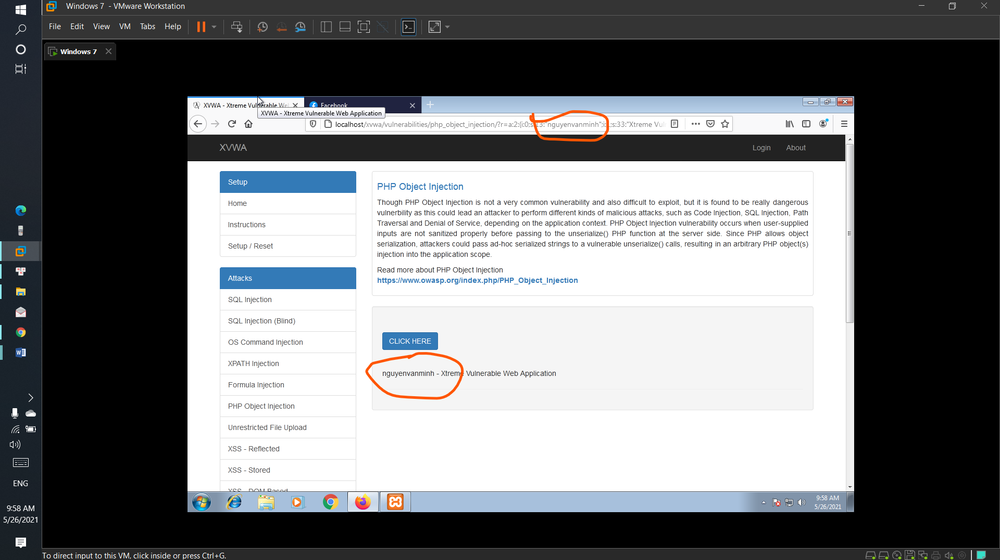 Windows 7 - VMware Workstation
File Edit View VM Tabs Help
Windows 7
XVWA - Xtreme Vulnerable Web
Facebook
XVWA - Xtreme Vulnerable Web Application
localhost/xvwa/vulnerabilities/php_object_injection/?r=a:2:{i:0;s:13:"nguyenvanminh";i:1;s:33:"Xtreme Vul
XVWA
Login About
Setup
Home
Instructions
Setup / Reset
Attacks
SQL Injection
SQL Injection (Blind)
OS Command Injection
XPATH Injection
Formula Injection
PHP Object Injection
Unrestricted File Upload
XSS - Reflected
XSS - Stored
XSS - DOM Based
PHP Object Injection
Though PHP Object Injection is not a very common vulnerability and also difficult to exploit, but it is found to be really dangerous
vulnerbility as this could lead an attacker to perform different kinds of malicious attacks, such as Code Injection, SQL Injection, Path
Traversal and Denial of Service, depending on the application context. PHP Object Injection vulnerability occurs when user-supplied
inputs are not sanitized properly before passing to the unserialize() PHP function at the server side. Since PHP allows object
serialization, attackers could pass ad-hoc serialized strings to a vulnerable unserialize() calls, resulting in an arbitrary PHP object(s)
injection into the application scope.
Read more about PHP Object Injection
https://www.owasp.org/index.php/PHP_Object_Injection
CLICK HERE
nguyenvanminh - Xtreme Vulnerable Web Application
9:58 AM
5/26/2021
ENG
9:58 AM
5/26/2021
To direct input to this VM, click inside or press Ctrl+G.